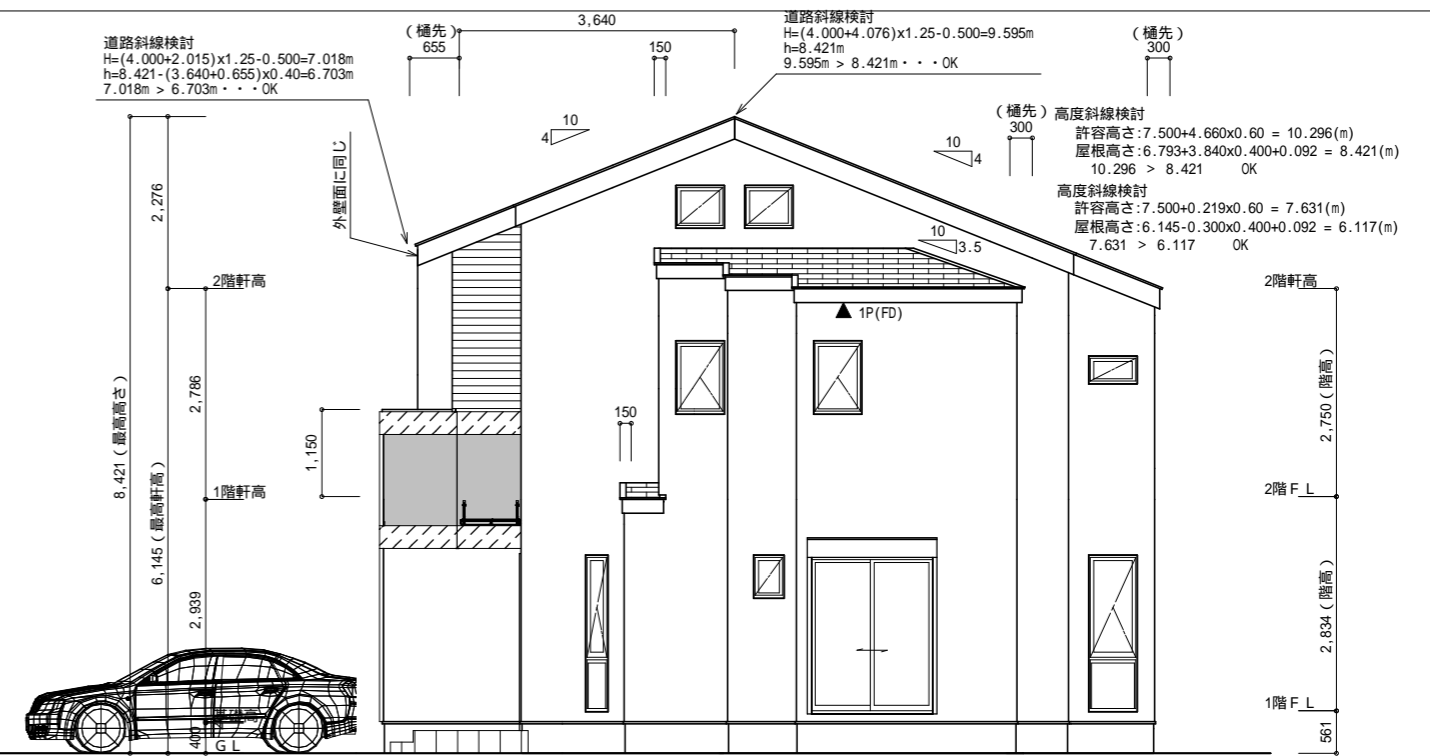 道路斜線検討
H=(4.000+2.015)x1.25-0.500=7.018m
h=8.421-(3.640+0.655)x0.40=6.703m
7.018m > 6.703m・・・OK
(樋先)
655
3,640
150
道路斜線検討
H=(4.000+4.076)x1.25-0.500=9.595m
h=8.421m
9.595m > 8.421m・・・OK
(樋先)
300
(樋先)
300
高度斜線検討
許容高さ:7.500+4.660x0.60 = 10.296(m)
屋根高さ:6.793+3.840x0.400+0.092 = 8.421(m)
10.296 > 8.421 OK
高度斜線検討
許容高さ:7.500+0.219x0.60 = 7.631(m)
屋根高さ:6.145-0.300x0.400+0.092 = 6.117(m)
7.631 > 6.117 OK
10
4
10
4
10
3.5
外壁面に同じ
2,276
2階軒高
2階軒高
1P(FD)
2,786
8,421(最高高さ)
6,145(最高軒高)
1,150
150
1階軒高
2,750(階高)
2階FL
2,939
2,834(階高)
1階FL
基礎高
400
GL
561